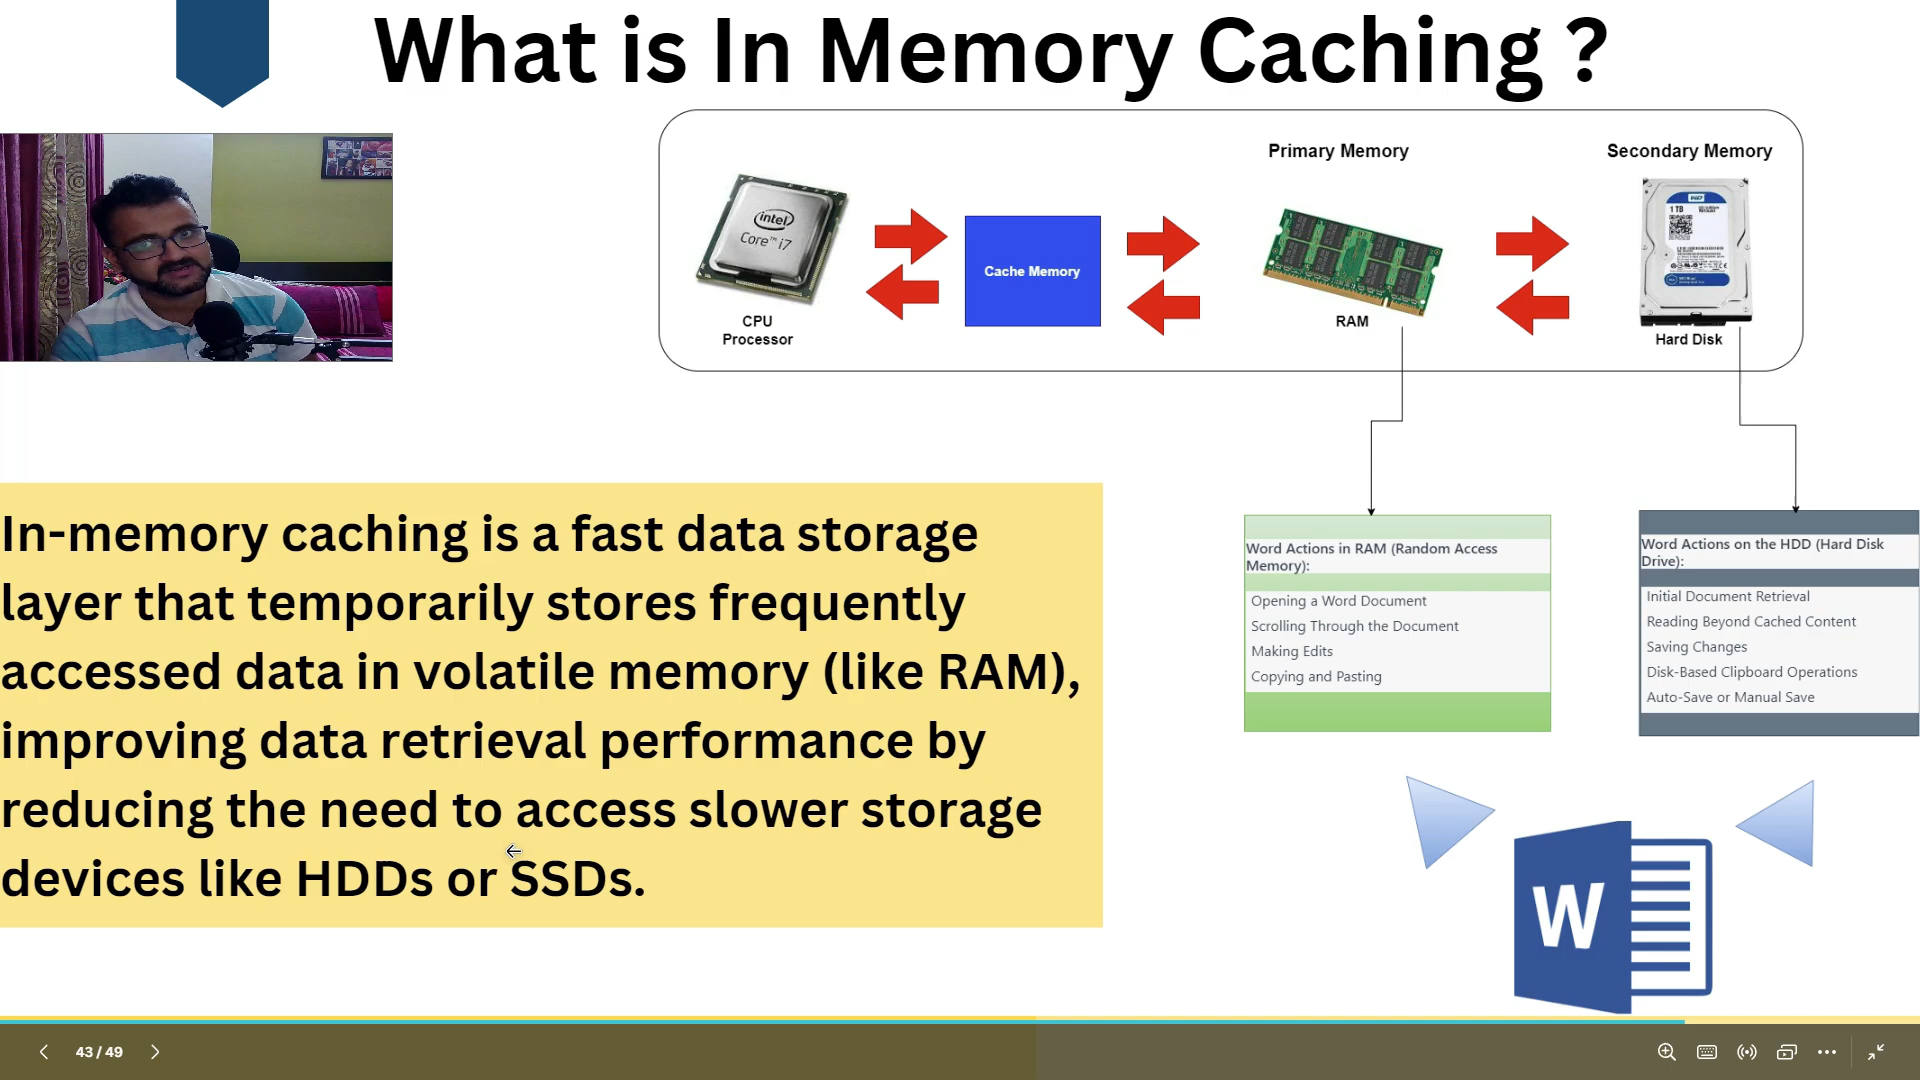 What is In Memory Caching ?
Primary Memory
Secondary Memory
intel
Core™ i7
Cache Memory
1 TB
CPU
Processor
RAM
Hard Disk
In-memory caching is a fast data storage
layer that temporarily stores frequently
accessed data in volatile memory (like RAM),
improving data retrieval performance by
reducing the need to access slower storage
devices like HDDs or SSDs.
Word Actions in RAM (Random Access
Memory):
Opening a Word Document
Scrolling Through the Document
Making Edits
Copying and Pasting
Word Actions on the HDD (Hard Disk
Drive):
Initial Document Retrieval
Reading Beyond Cached Content
Saving Changes
Disk-Based Clipboard Operations
Auto-Save or Manual Save
W
43 / 49